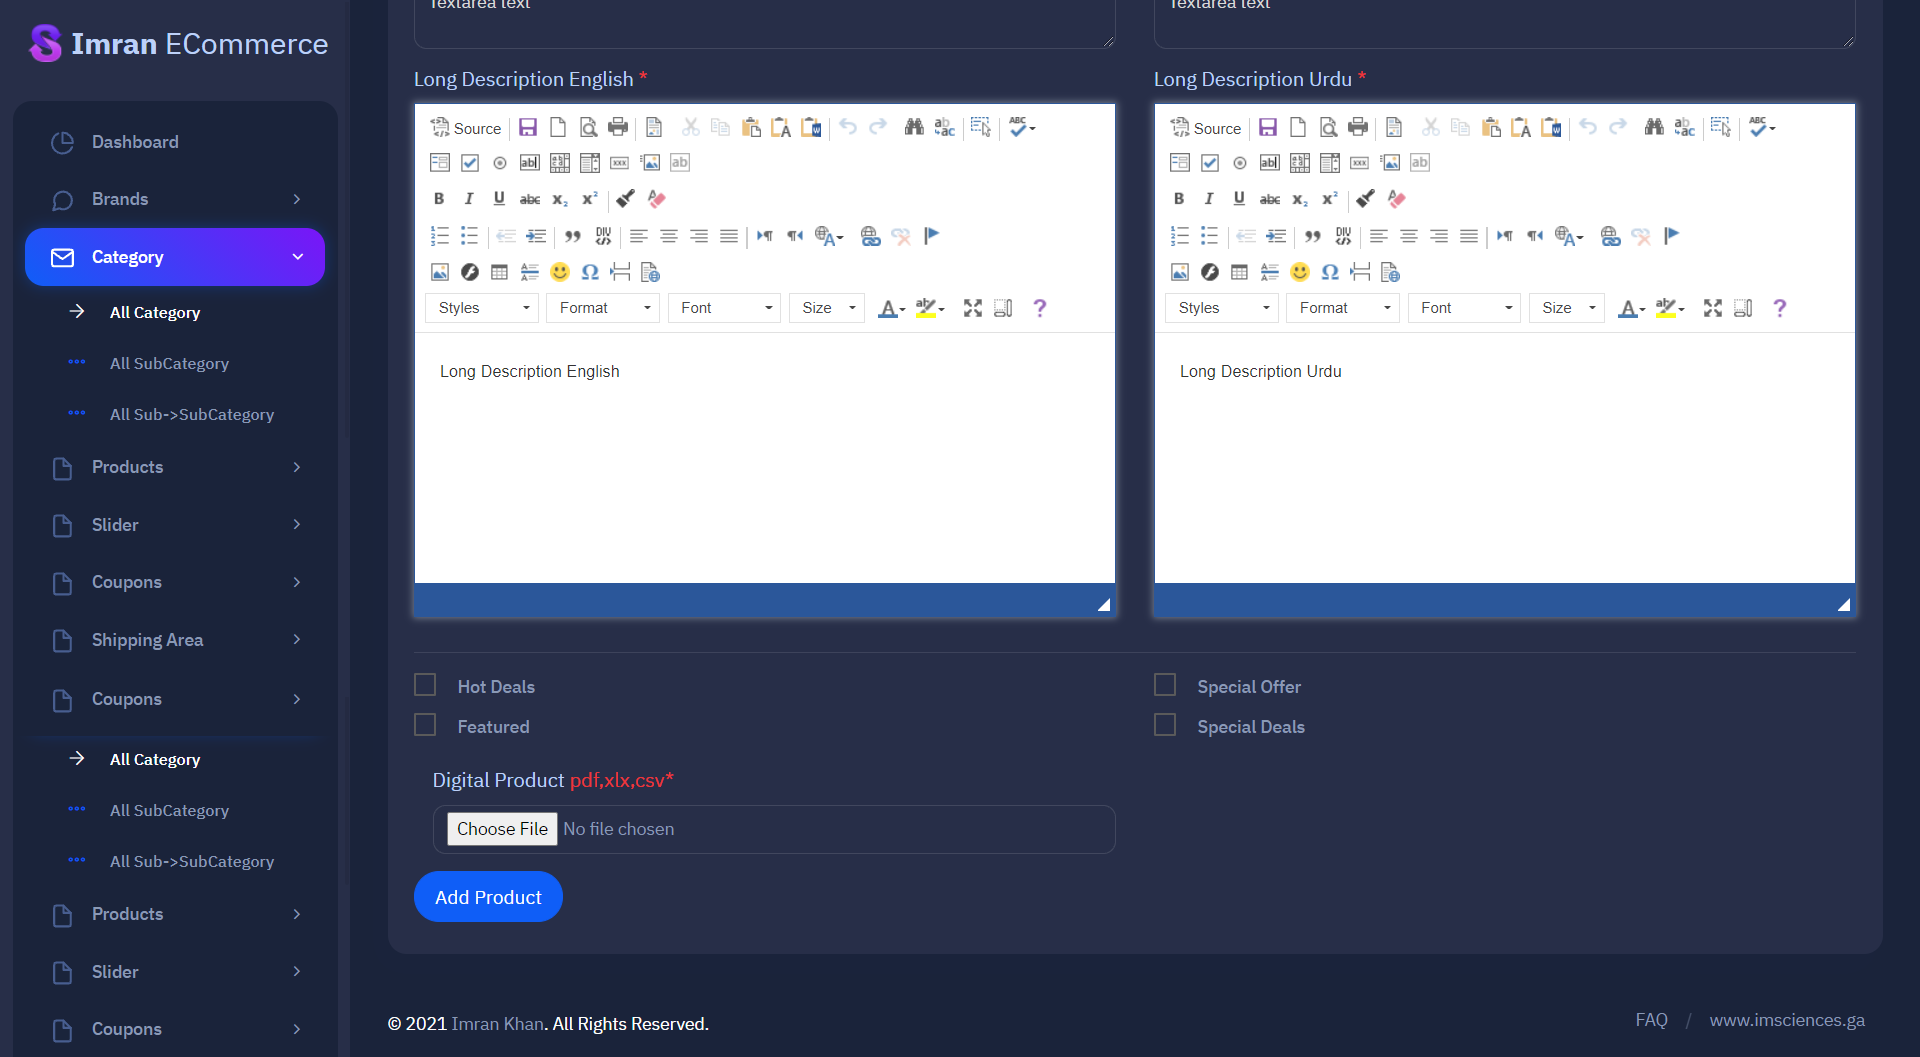 Imran ECommerce
Dashboard
Brands
Category
All Category
All SubCategory
All Sub->SubCategory
Products
Slider
Coupons
Shipping Area
Coupons
All Category
All SubCategory
All Sub->SubCategory
Products
Slider
Coupons
Textarea text
Textarea text
Long Description English *
Source
Styles Format Font Size
Long Description English
Long Description Urdu *
Source
Styles Format Font Size
Long Description Urdu
Hot Deals
Special Offer
Featured
Special Deals
Digital Product pdf,xlx,csv*
Choose File No file chosen
Add Product
© 2021 Imran Khan. All Rights Reserved.
FAQ / www.imsciences.ga